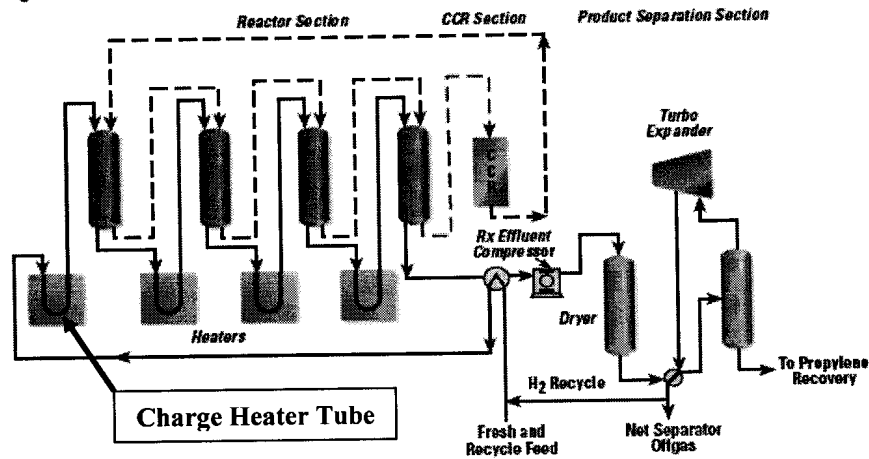 Reactor Section
CCR Section
Product Separation Section
Turbo
Expander
C
C
R
Rx Effluent
Compressor
Dryer
Heaters
To Propylene
Recovery
H2 Recycle
Charge Heater Tube
Fresh and
Recycle Feed
Net Separator
Offgas